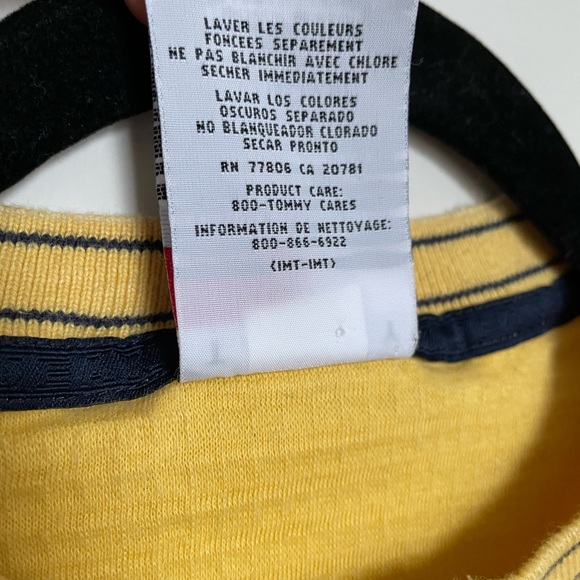 LAVER LES COULEURS
FONCEES SEPAREMENT
NE PAS BLANCHIR AVEC CHLORE
SECHER IMMEDIATEMENT
LAVAR LOS COLORES
OSCUROS SEPARADO
NO BLANQUEADOR CLORADO
SECAR PRONTO
RN 77806 CA 20781
PRODUCT CARE:
800-TOMMY CARES
INFORMATION DE NETTOYAGE:
800-866-6922
(IMT-IMT)